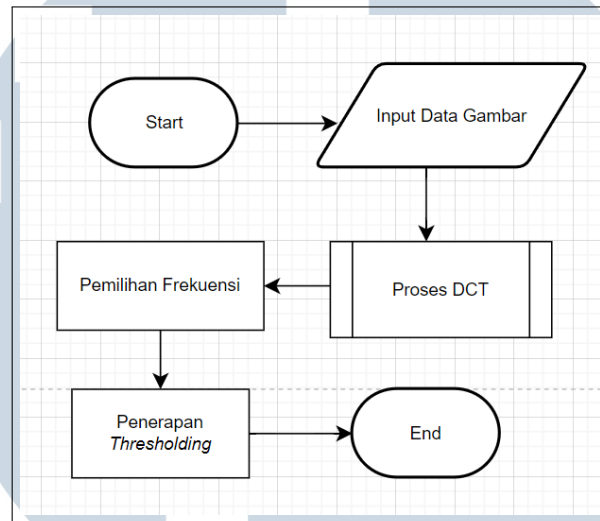 Start
Input Data Gambar
Proses DCT
Pemilihan Frekuensi
Penerapan
Thresholding
End